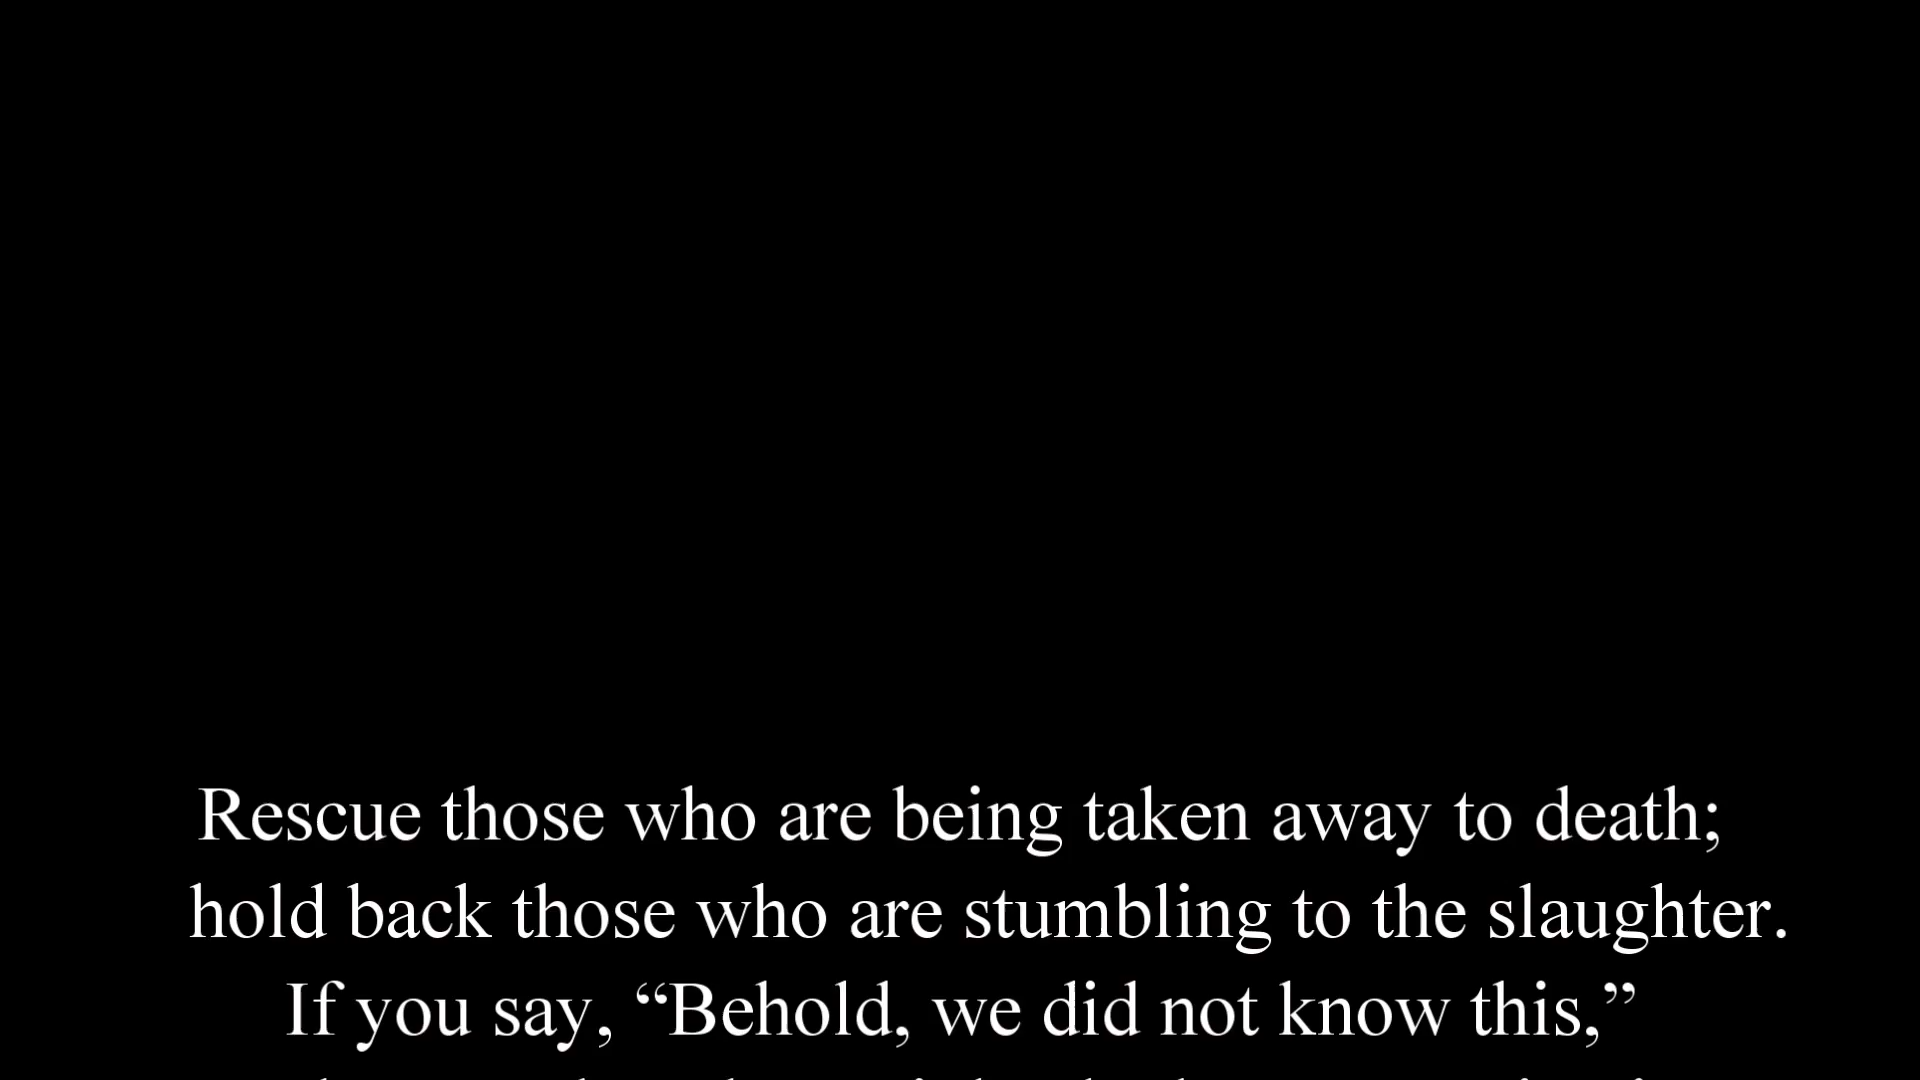 Rescue those who are being taken away to death;
hold back those who are stumbling to the slaughter.
If you say, “Behold, we did not know this,”